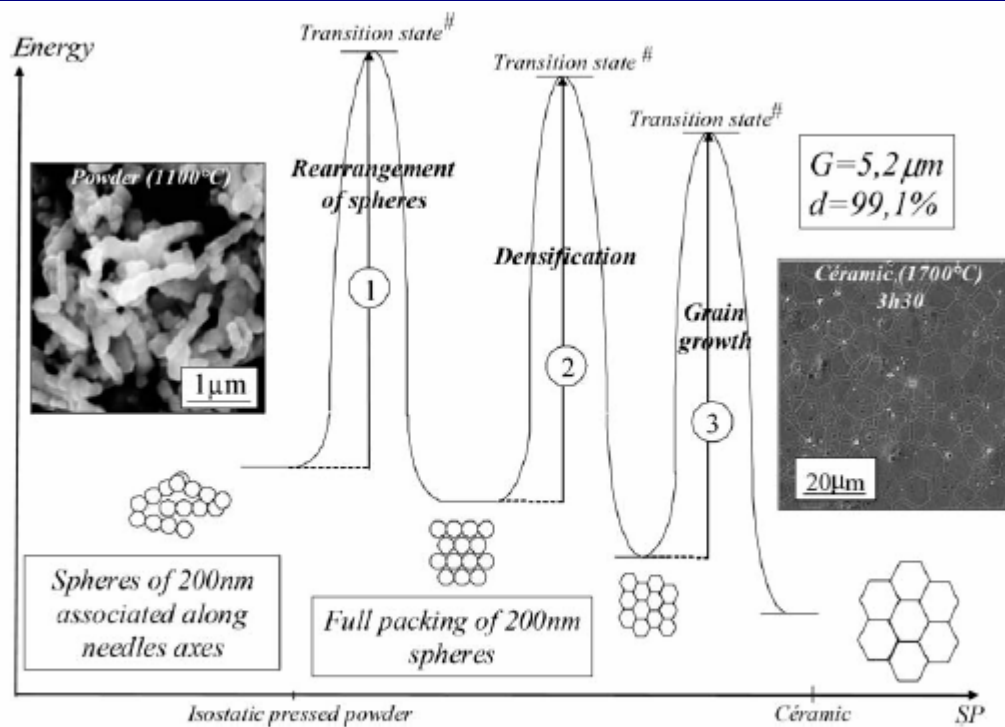 Energy
Transition state#
Transition state #
Transition state#
Powder (1100°C)
1µm
Rearrangement
of spheres
1
Densification
2
Grain
growth
3
G=5,2µm
d=99,1%
Céramic (1700°C)
3h30
20µm
Spheres of 200nm
associated along
needles axes
Full packing of 200nm
spheres
Isostatic pressed powder
Céramic
SP